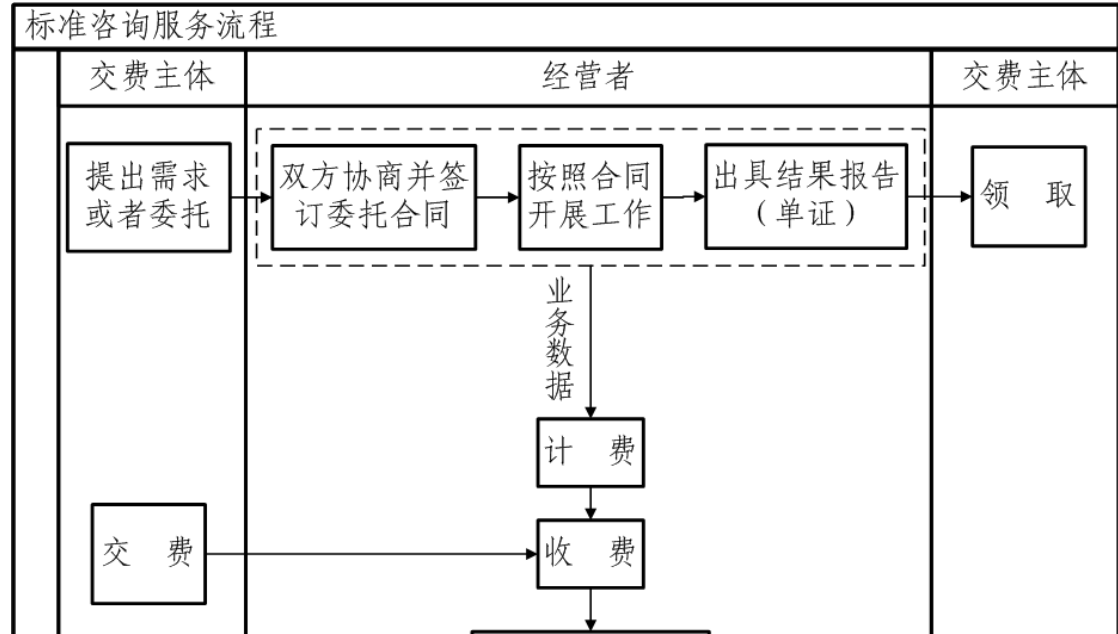 标准咨询服务流程
交费主体
经营者
交费主体
提出需求
或者委托
双方协商并签
订委托合同
按照合同
开展工作
出具结果报告
（单证）
领 取
业务数据
计 费
交 费
收 费